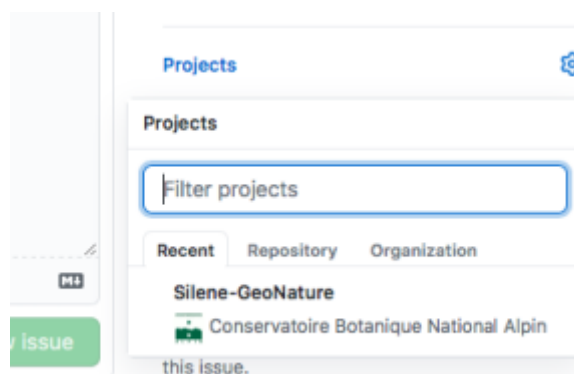 Projects
Projects
Filter projects
Recent Repository Organization
Silene-GeoNature
Conservatoire Botanique National Alpin
issue
this issue.